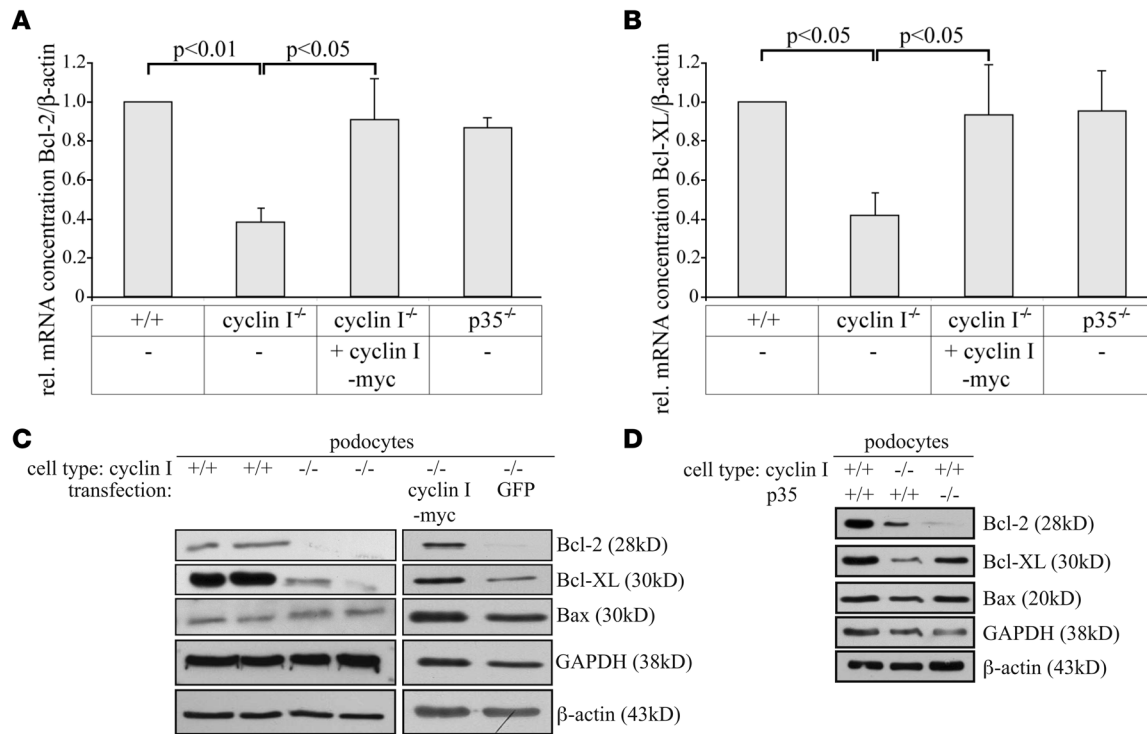 A
rel. mRNA concentration Bcl-2/β-actin
p<0.01
p<0.05
1.0
0.8
0.6
0.4
0.2
0
+/+
cyclin I-/-
cyclin I-/-
p35-/-
-
-
+ cyclin I
-myc
-
B
rel. mRNA concentration Bcl-XL/β-actin
p<0.05
p<0.05
1.0
0.8
0.6
0.4
0.2
0
+/+
cyclin I-/-
cyclin I-/-
p35-/-
-
-
+ cyclin I
-myc
-
C
podocytes
cell type: cyclin I +/+ +/+ -/- -/- -/- -/-
transfection: cyclin I GFP
-myc
Bcl-2 (28kD)
Bcl-XL (30kD)
Bax (30kD)
GAPDH (38kD)
β-actin (43kD)
D
podocytes
cell type: cyclin I +/+ -/- +/+
p35 +/+ +/+ -/-
Bcl-2 (28kD)
Bcl-XL (30kD)
Bax (20kD)
GAPDH (38kD)
β-actin (43kD)